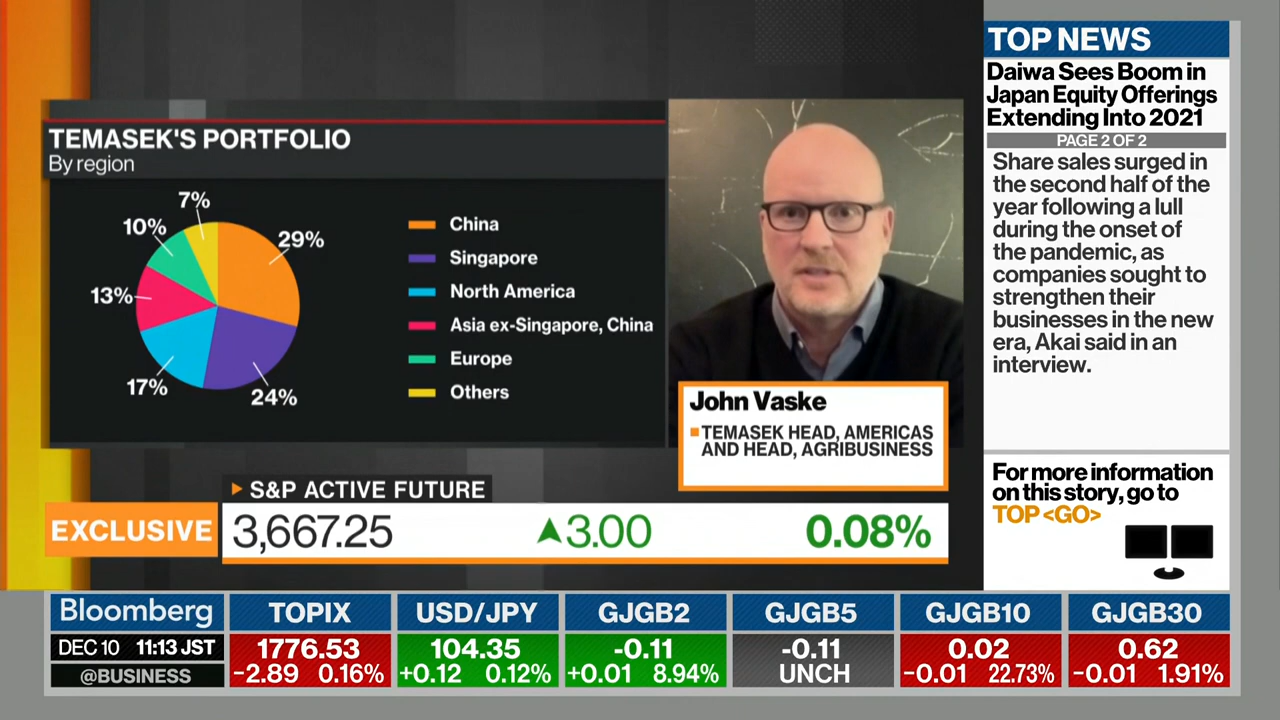 TEMASEK'S PORTFOLIO
By region
7%
10%
29%
13%
17%
24%
China
Singapore
North America
Asia ex-Singapore, China
Europe
Others
John Vaske
TEMASEK HEAD, AMERICAS
AND HEAD, AGRIBUSINESS
S&P ACTIVE FUTURE
EXCLUSIVE
3,667.25
3.00
0.08%
TOP NEWS
Daiwa Sees Boom in
Japan Equity Offerings
Extending Into 2021
PAGE 2 OF 2
Share sales surged in
the second half of the
year following a lull
during the onset of
the pandemic, as
companies sought to
strengthen their
businesses in the new
era, Akai said in an
interview.
For more information
on this story, go to
TOP <GO>
Bloomberg
DEC 10 11:13 JST
@BUSINESS
TOPIX
1776.53
-2.89 0.16%
USD/JPY
104.35
+0.12 0.12%
GJGB2
-0.11
+0.01 8.94%
GJGB5
-0.11
UNCH
GJGB10
0.02
-0.01 22.73%
GJGB30
0.62
-0.01 1.91%